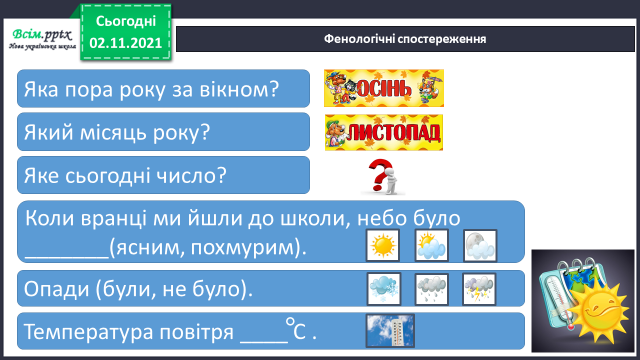 Всім.pptx
Нова українська школа
Сьогодні
02.11.2021
Фенологічні спостереження
Яка пора року за вікном?
ОСІНЬ
Який місяць року?
ЛИСТОПАД
Яке сьогодні число?
Коли вранці ми йшли до школи, небо було
_______(ясним, похмурим).
Опади (були, не було).
Температура повітря ____°С .